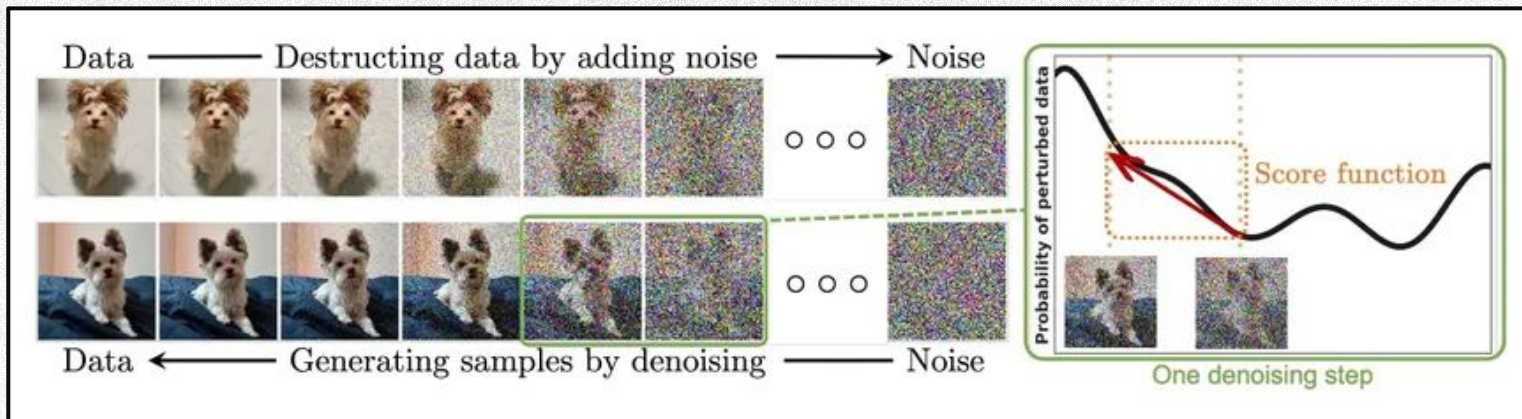 Data Destructing data by adding noise Noise
Data Generating samples by denoising Noise
Probability of perturbed data
Score function
One denoising step